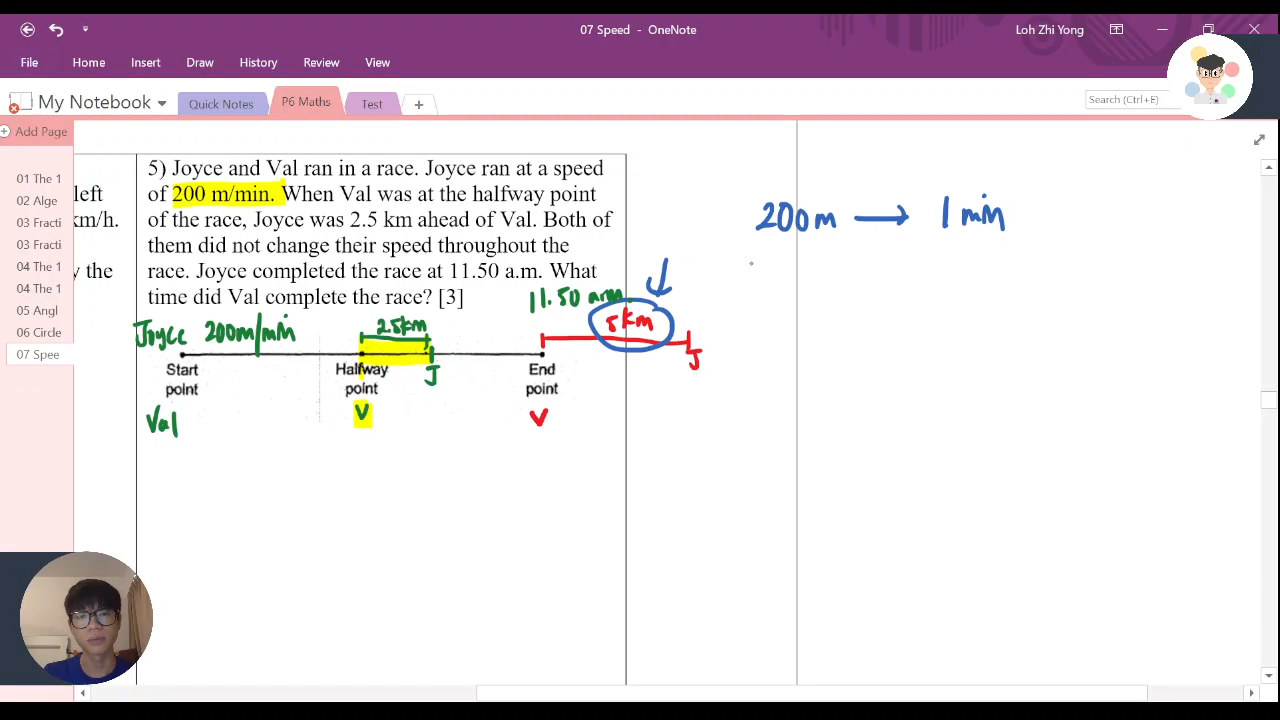 07 Speed - OneNote
Loh Zhi Yong
File Home Insert Draw History Review View
My Notebook Quick Notes P6 Maths Test +
Search (Ctrl+E)
Add Page
01 The 1
02 Alge
03 Fracti
03 Fracti
04 The 1
04 The 1
05 Angl
06 Circle
07 Spee
left
km/h.
y the
5) Joyce and Val ran in a race. Joyce ran at a speed
of 200 m/min. When Val was at the halfway point
of the race, Joyce was 2.5 km ahead of Val. Both of
them did not change their speed throughout the
race. Joyce completed the race at 11.50 a.m. What
time did Val complete the race? [3]
11.50 a.m.
Joyce 200m/min
2.5km
5km
J
J
Start
point
Halfway
point
End
point
Val
V
V
200m → 1 min